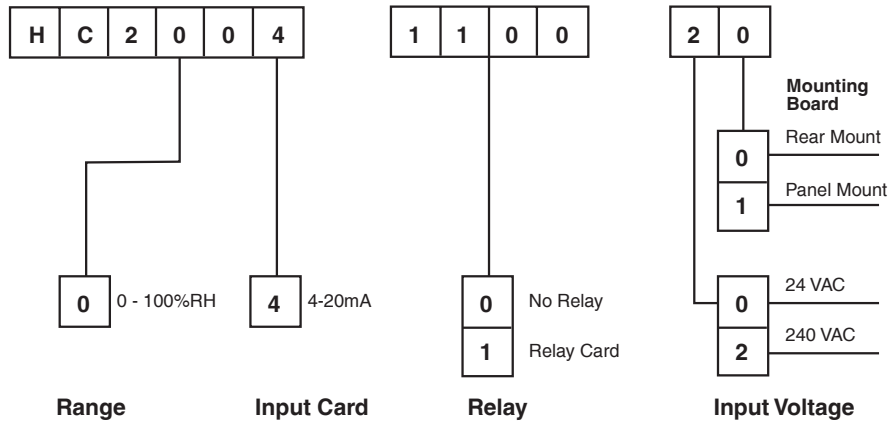 H C 2 0 0 4 1 1 0 0 2 0
Mounting
Board
0 Rear Mount
1 Panel Mount
0 0 - 100%RH 4 4-20mA 0 No Relay 0 24 VAC
1 Relay Card 2 240 VAC
Range Input Card Relay Input Voltage